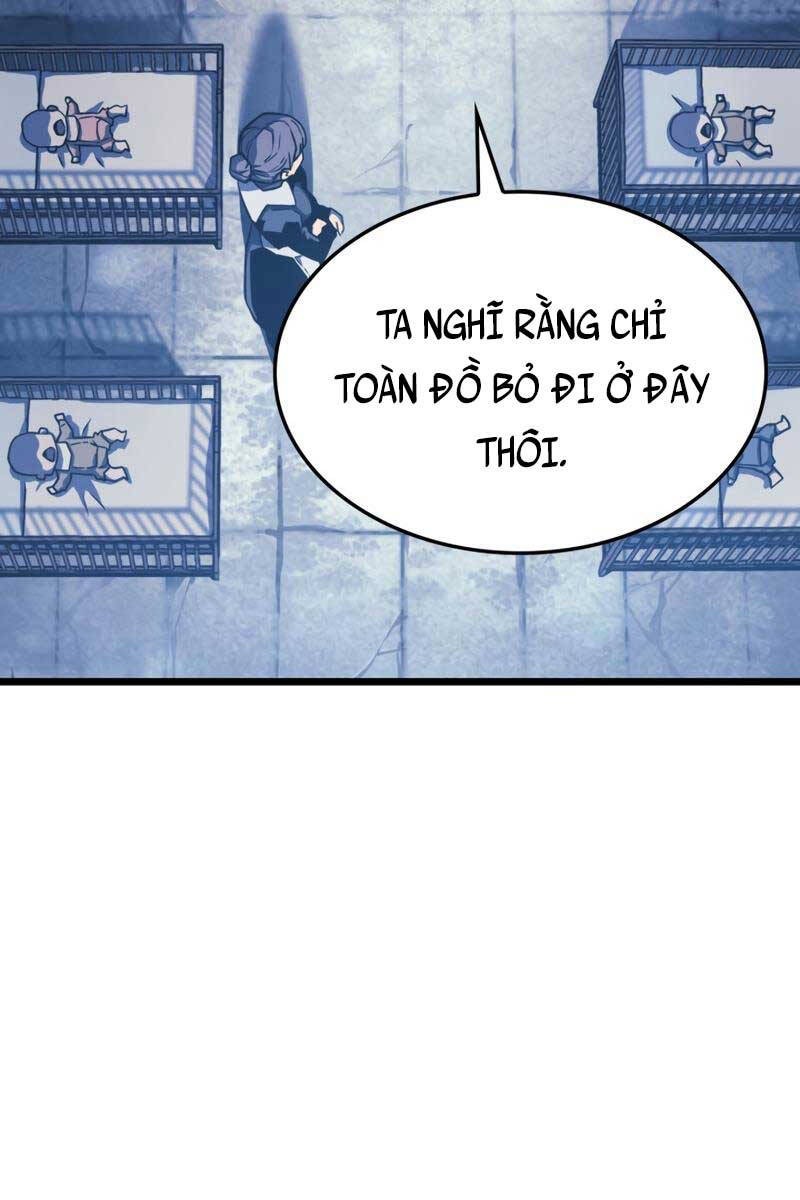 TA NGHĨ RẰNG CHỈ
TOÀN ĐỒ BỎ ĐI Ở ĐÂY
THÔI.